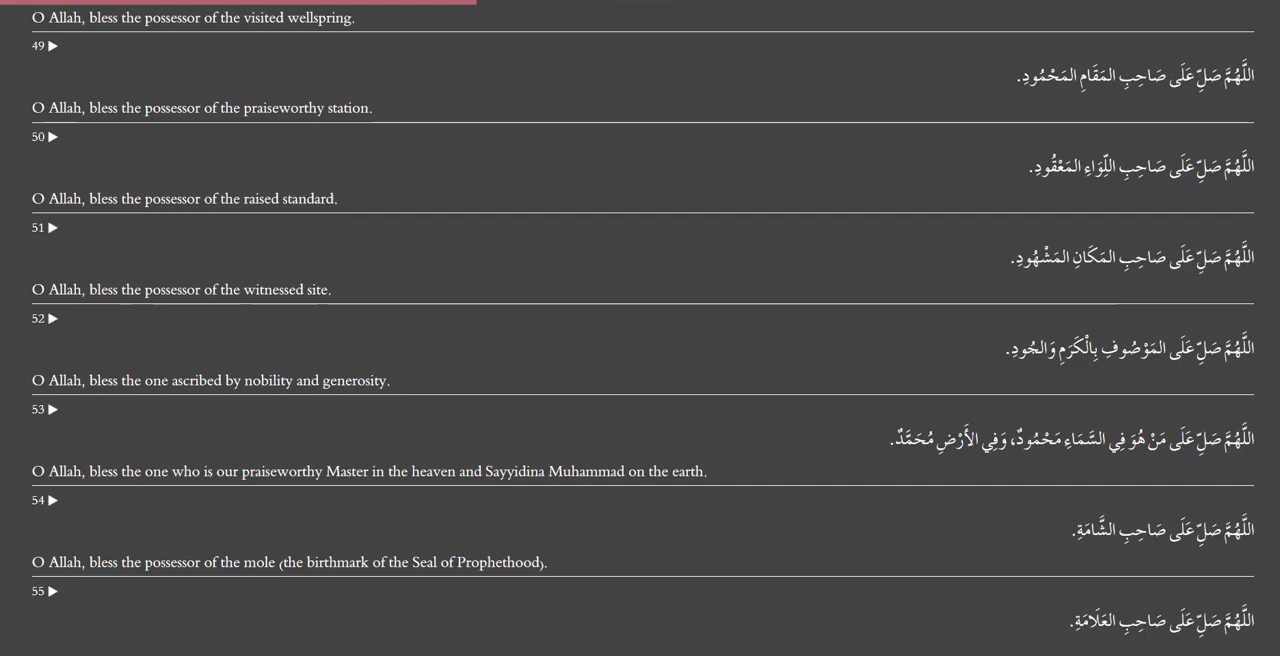 O Allah, bless the possessor of the visited wellspring.
49 ▶
اللَّهُمَّ صَلِّ عَلَى صَاحِبِ المَقَامِ المَحْمُودِ.
O Allah, bless the possessor of the praiseworthy station.
50 ▶
اللَّهُمَّ صَلِّ عَلَى صَاحِبِ اللِّوَاءِ المَعْقُودِ.
O Allah, bless the possessor of the raised standard.
51 ▶
اللَّهُمَّ صَلِّ عَلَى صَاحِبِ المَكَانِ المَشْهُودِ.
O Allah, bless the possessor of the witnessed site.
52 ▶
اللَّهُمَّ صَلِّ عَلَى المَوْصُوفِ بِالْكَرَمِ وَالجُودِ.
O Allah, bless the one ascribed by nobility and generosity.
53 ▶
اللَّهُمَّ صَلِّ عَلَى مَنْ هُوَ فِي السَّمَاءِ مَحْمُودٌ، وَفِي الأَرْضِ مُحَمَّدٌ.
O Allah, bless the one who is our praiseworthy Master in the heaven and Sayyidina Muhammad on the earth.
54 ▶
اللَّهُمَّ صَلِّ عَلَى صَاحِبِ الشَّامَةِ.
O Allah, bless the possessor of the mole (the birthmark of the Seal of Prophethood).
55 ▶
اللَّهُمَّ صَلِّ عَلَى صَاحِبِ العَلَامَةِ.